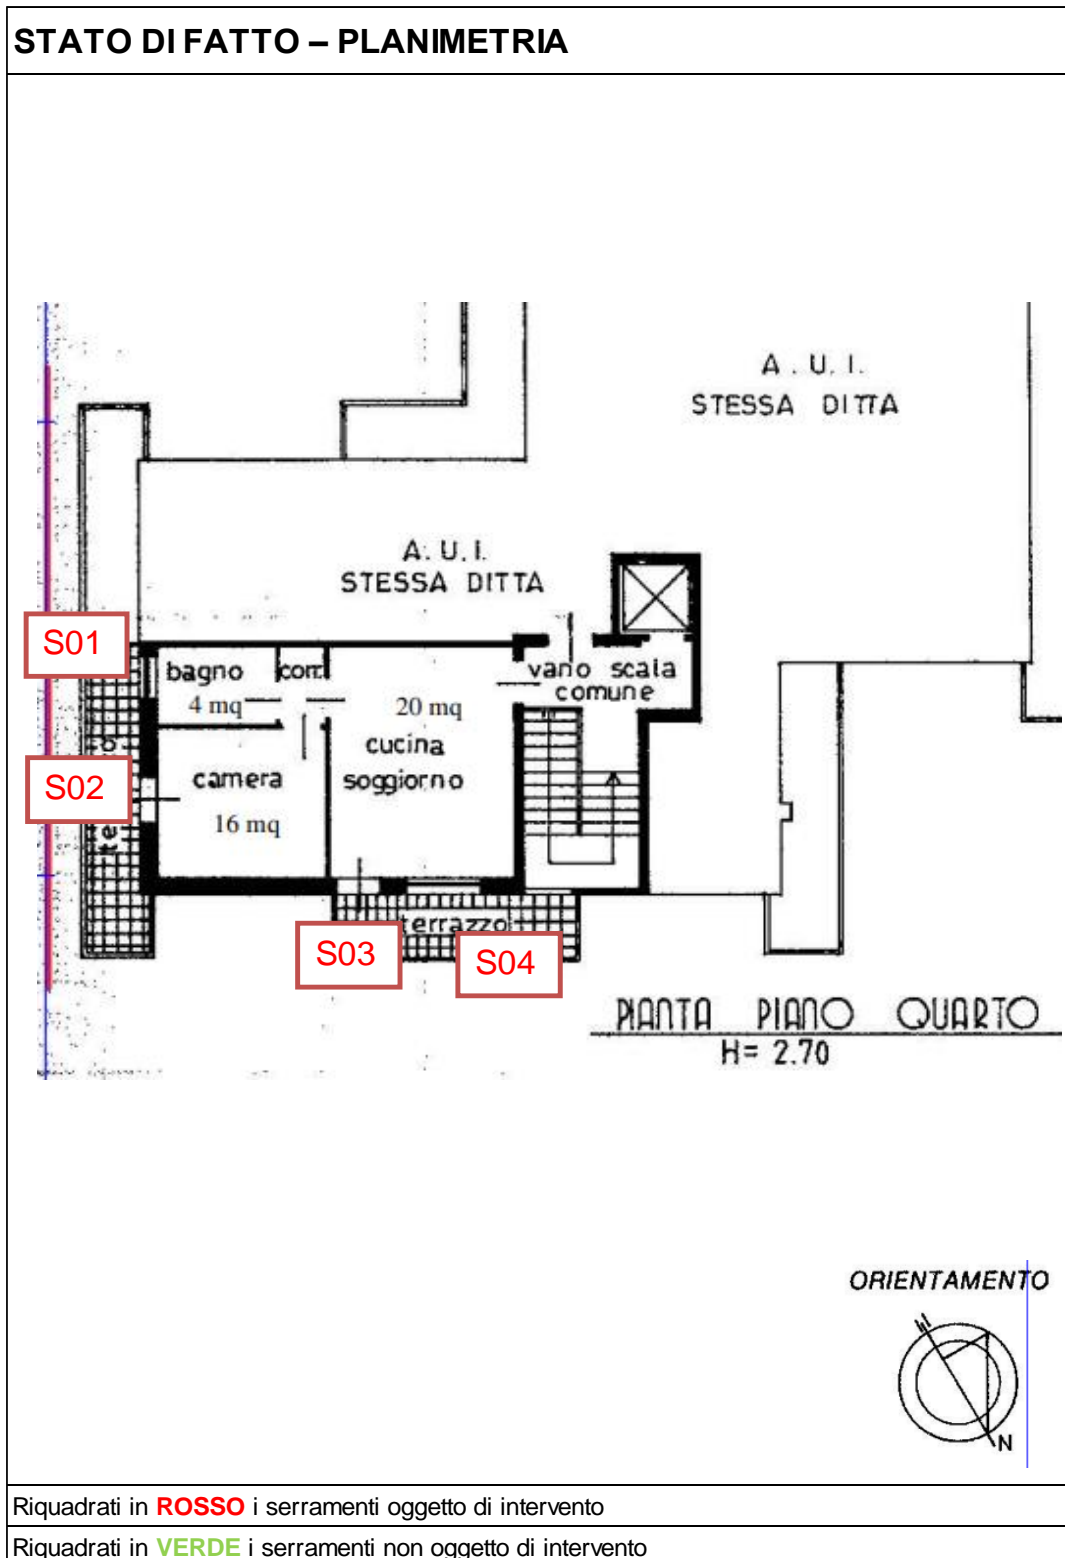 STATO DI FATTO – PLANIMETRIA
A. U. I.
STESSA DITTA
A. U. I.
STESSA DITTA
S01
bagno
corr.
vano scala
comune
4 mq
20 mq
cucina
soggiorno
S02
camera
16 mq
terrazzo
S03
S04
PIANTA PIANO QUARTO
H= 2.70
ORIENTAMENTO
N
Riquadrati in ROSSO i serramenti oggetto di intervento
Riquadrati in VERDE i serramenti non oggetto di intervento